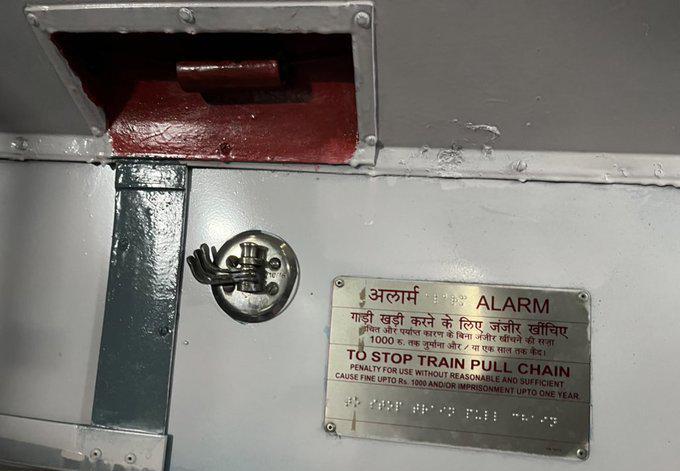 अलार्म ALARM
गाड़ी खड़ी करने के लिए जंजीर खींचिए
उचित और पर्याप्त कारण के बिना जंजीर खींचने की सज़ा
1000 रु. तक जुर्माना और / या एक साल तक कैद।
TO STOP TRAIN PULL CHAIN
PENALTY FOR USE WITHOUT REASONABLE AND SUFFICIENT
CAUSE FINE UPTO Rs. 1000 AND/OR IMPRISONMENT UPTO ONE YEAR.